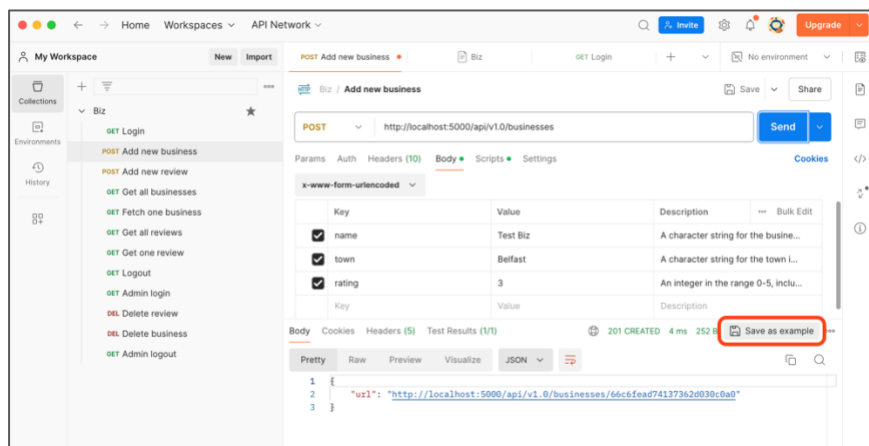 Home Workspaces API Network Invite Upgrade
My Workspace New Import POST Add new business Biz GET Login No environment
Collections
Environments
History
Biz
GET Login
POST Add new business
POST Add new review
GET Get all businesses
GET Fetch one business
GET Get all reviews
GET Get one review
GET Logout
GET Admin login
DEL Delete review
DEL Delete business
GET Admin logout
HTTP Biz / Add new business Save Share
POST http://localhost:5000/api/v1.0/businesses Send
Params Auth Headers (10) Body Scripts Settings Cookies
x-www-form-urlencoded
Key Value Description Bulk Edit
name Test Biz A character string for the busine...
town Belfast A character string for the town i...
rating 3 An integer in the range 0-5, inclu...
Key Value Description
Body Cookies Headers (5) Test Results (1/1) 201 CREATED 4 ms 252 B Save as example
Pretty Raw Preview Visualize JSON
1 {
2 "url": "http://localhost:5000/api/v1.0/businesses/66c6fead74137362d030c0a0"
3 }